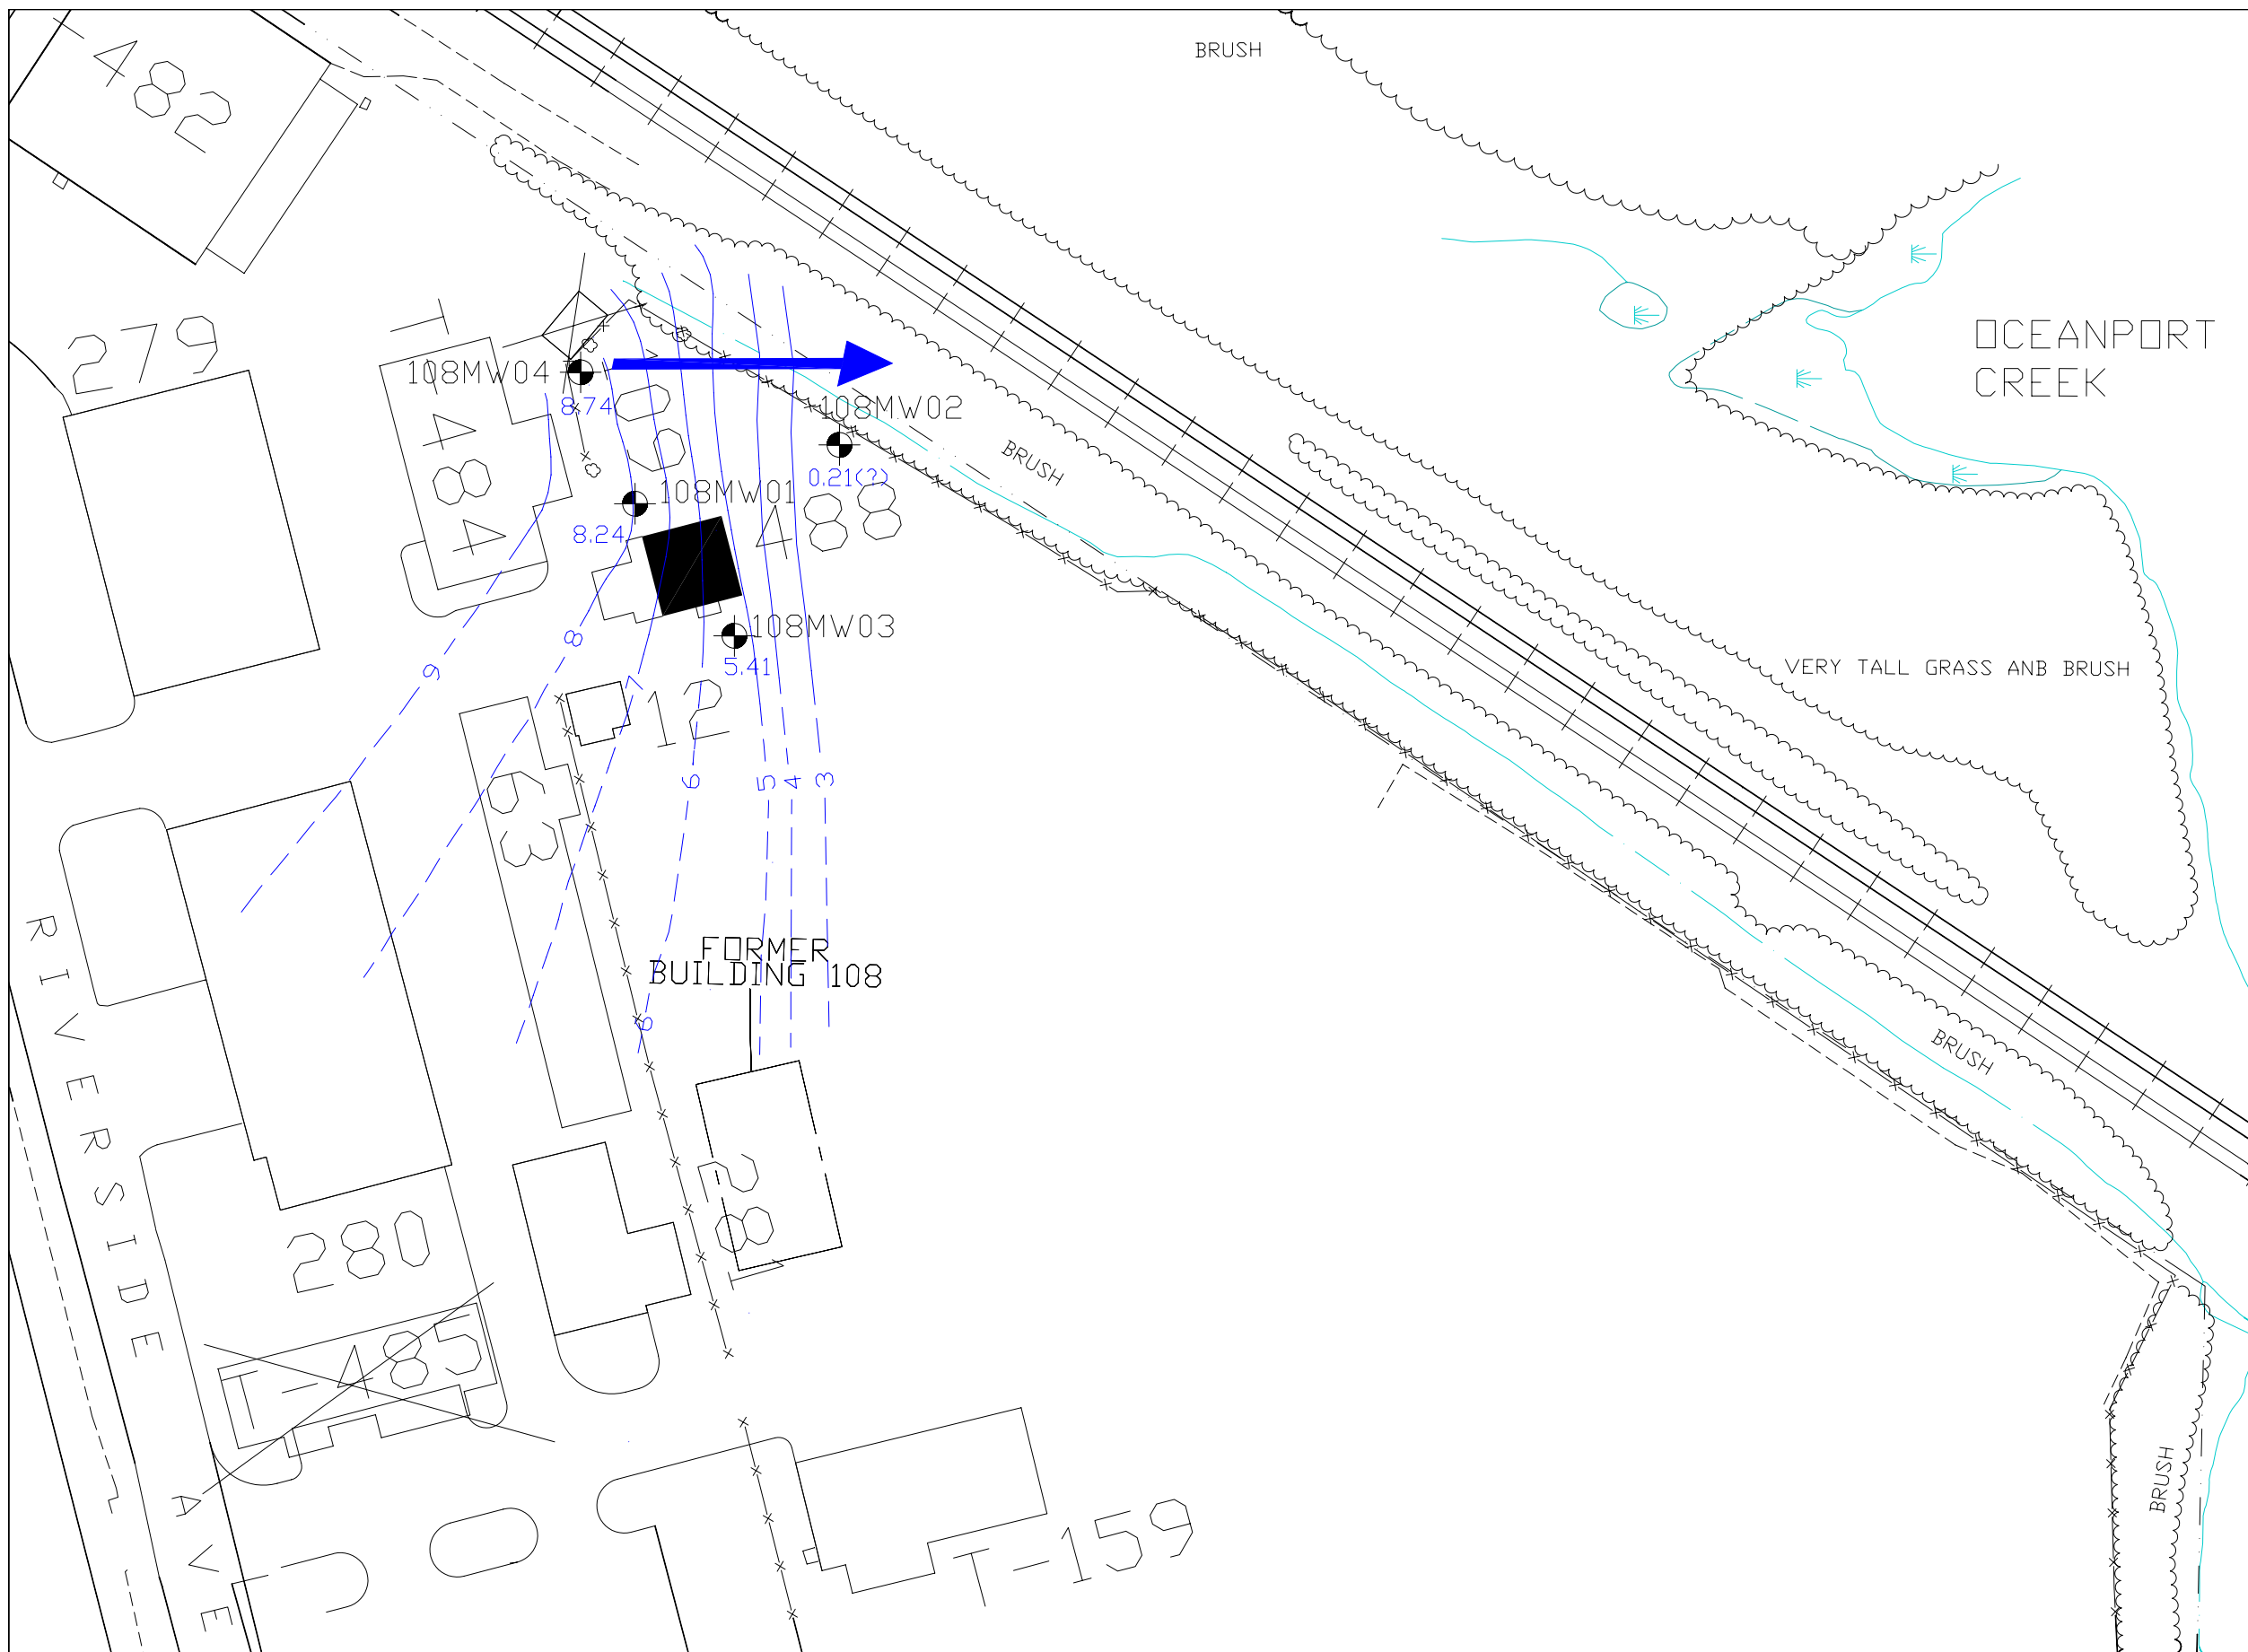 BRUSH
482
279
OCEANPORT
CREEK
T-484
108MW04
8.74
108MW02
0.21(?)
BRUSH
108MW01
8.24
488
108MW03
5.41
VERY TALL GRASS ANB BRUSH
9
8
7
6
5
4
3
12
63
FORMER
BUILDING 108
6
BRUSH
RIVERSIDE AVE
280
T-485
BRUSH
T-159